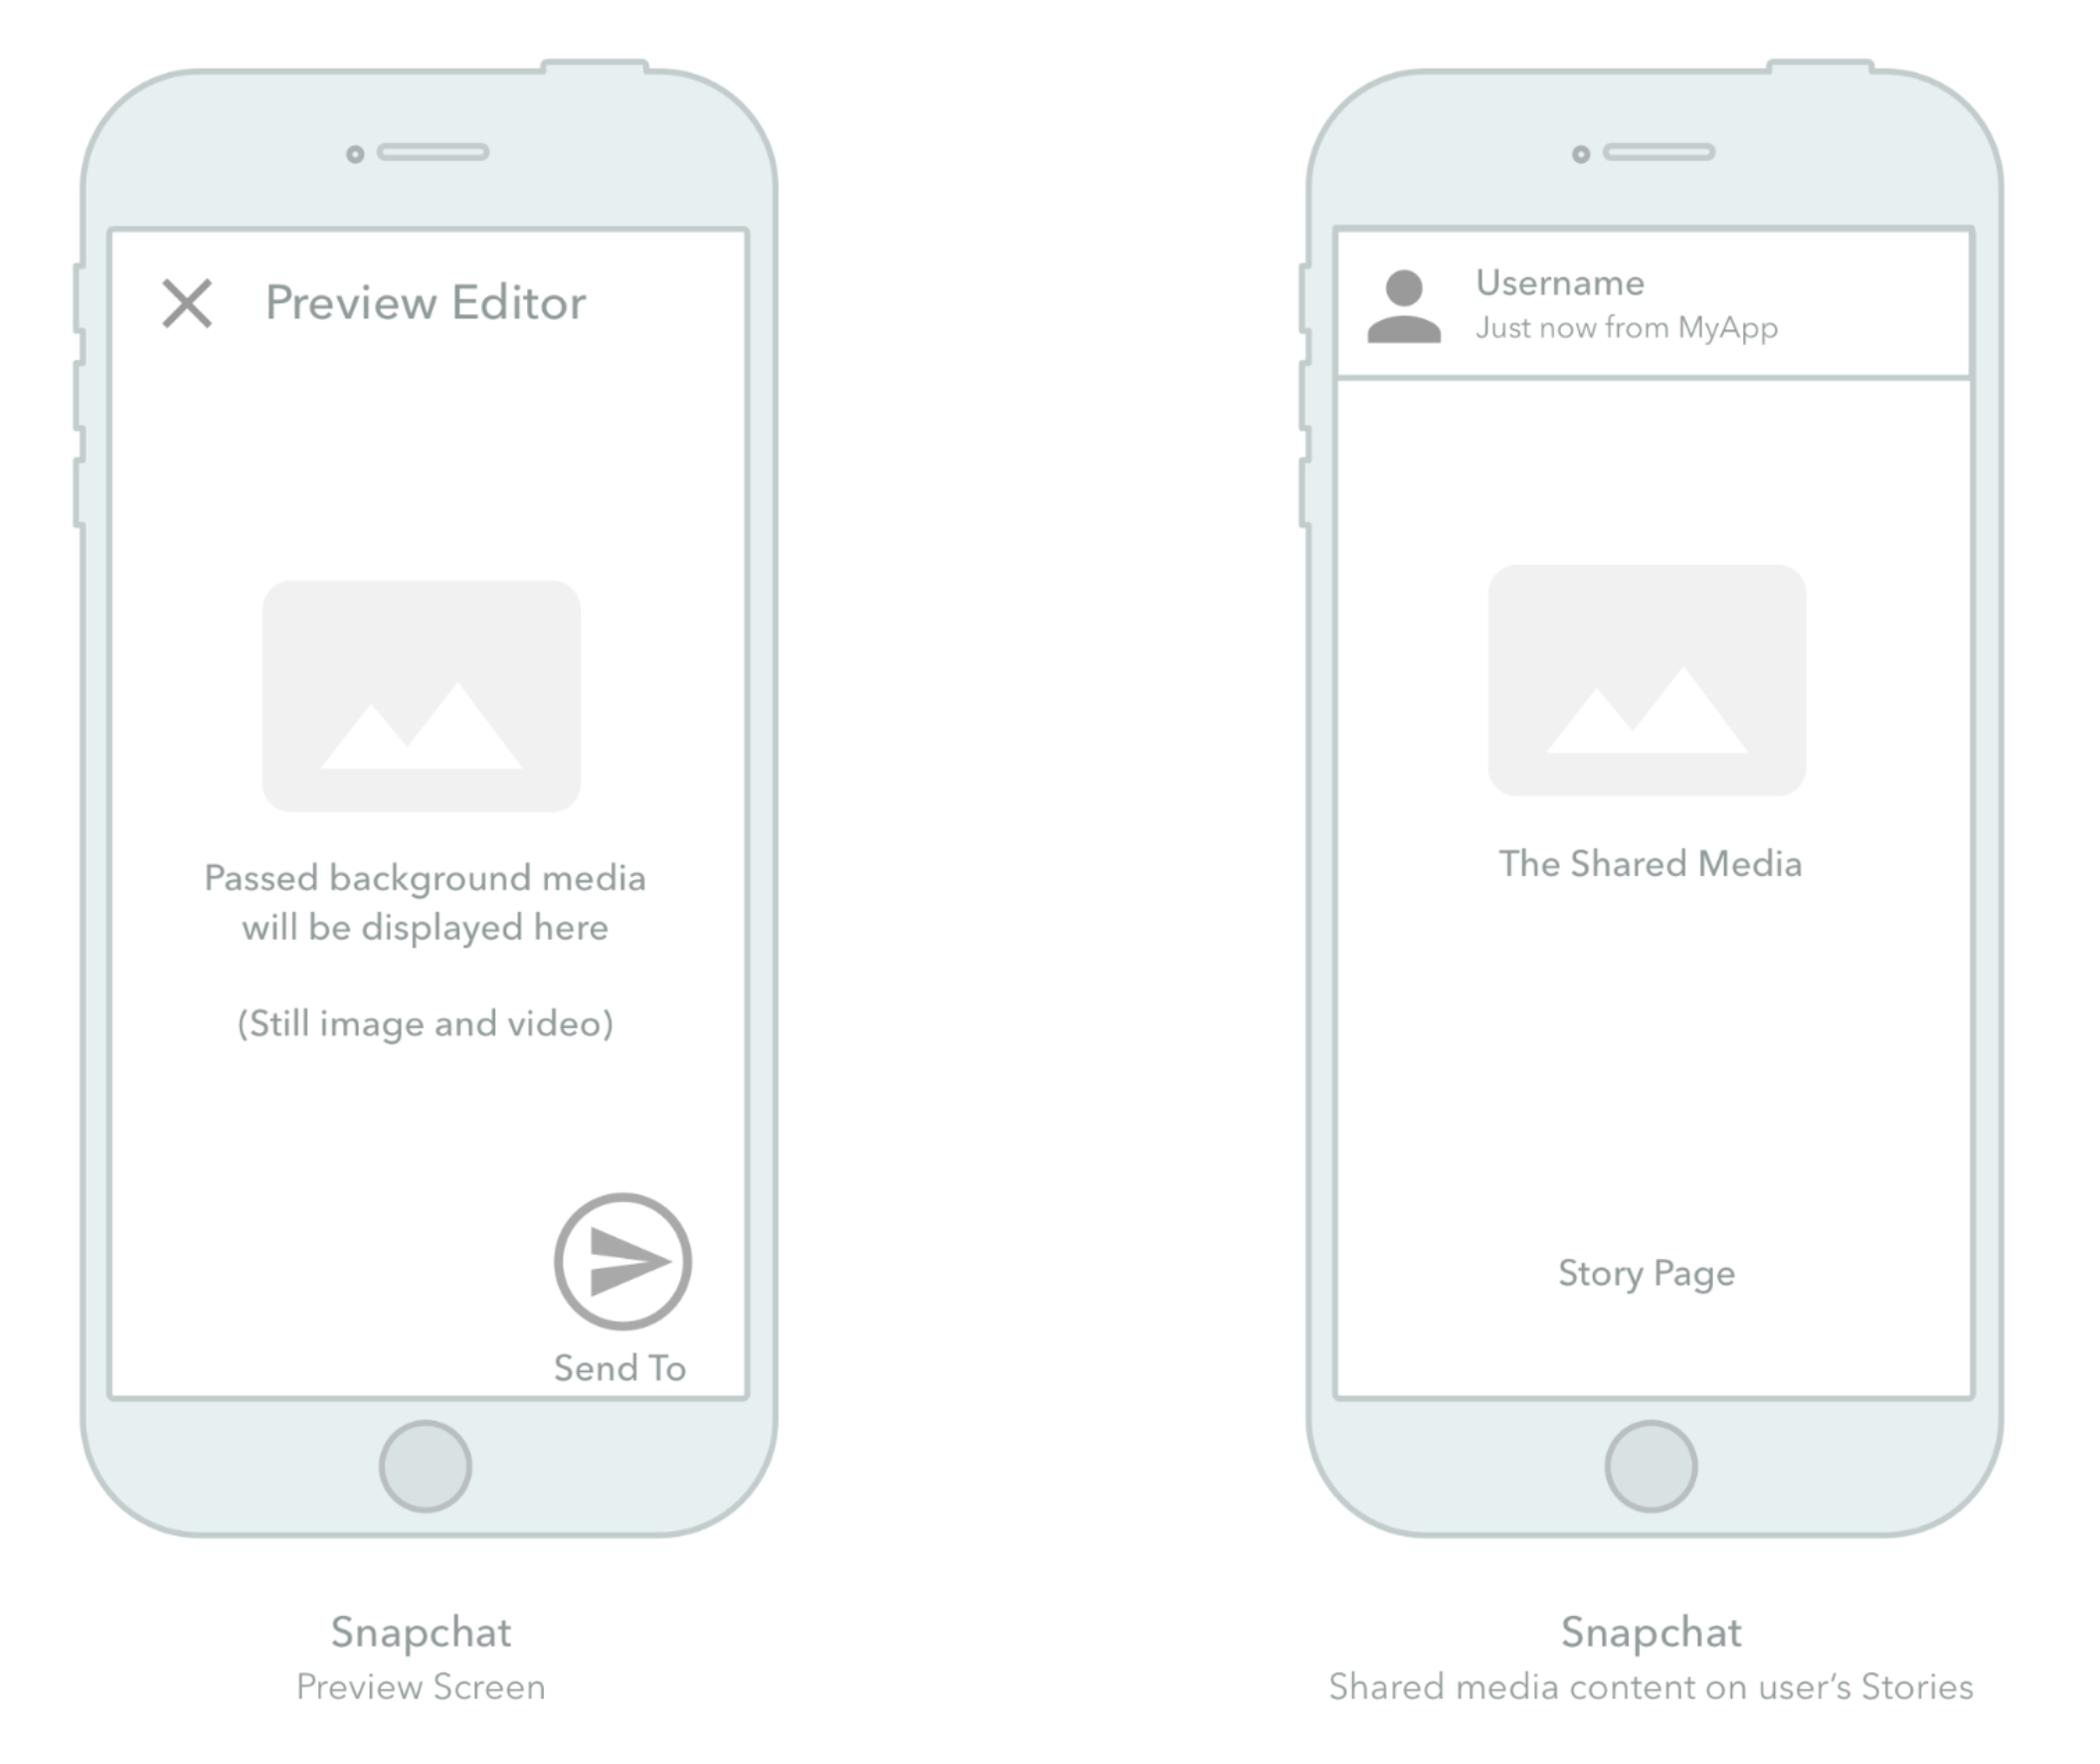 Preview Editor
Passed background media
will be displayed here
(Still image and video)
Send To
Snapchat
Preview Screen
Username
Just now from MyApp
The Shared Media
Story Page
Snapchat
Shared media content on user’s Stories